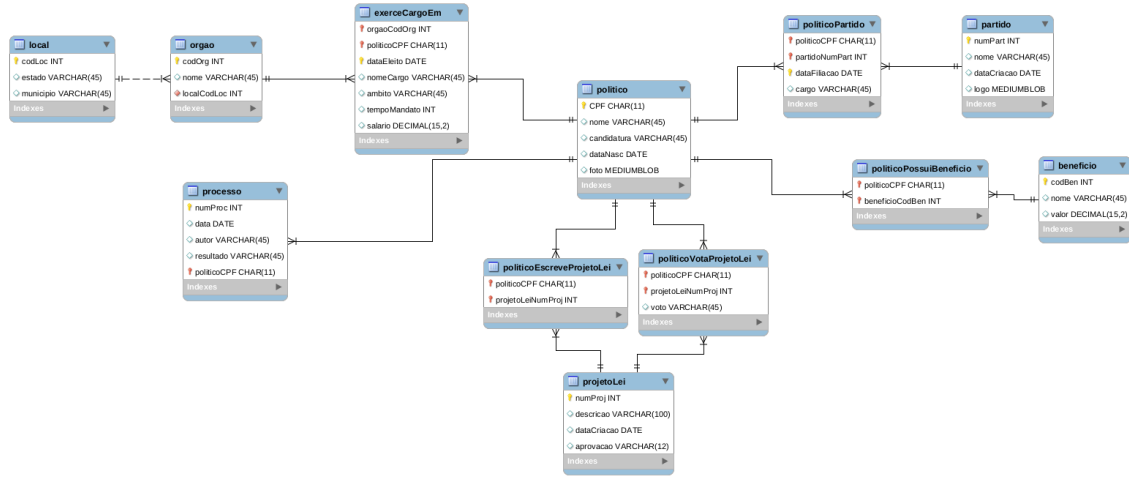 local
codLoc INT
estado VARCHAR(45)
municipio VARCHAR(45)
Indexes
orgao
codOrg INT
nome VARCHAR(45)
localCodLoc INT
Indexes
exerceCargoEm
orgaoCodOrg INT
politicoCPF CHAR(11)
dataEleito DATE
nomeCargo VARCHAR(45)
ambito VARCHAR(45)
tempoMandato INT
salario DECIMAL(15,2)
Indexes
politico
CPF CHAR(11)
nome VARCHAR(45)
candidatura VARCHAR(45)
dataNasc DATE
foto MEDIUMBLOB
Indexes
politicoPartido
politicoCPF CHAR(11)
partidoNumPart INT
dataFiliacao DATE
cargo VARCHAR(45)
Indexes
partido
numPart INT
nome VARCHAR(45)
dataCriacao DATE
logo MEDIUMBLOB
Indexes
processo
numProc INT
data DATE
autor VARCHAR(45)
resultado VARCHAR(45)
politicoCPF CHAR(11)
Indexes
politicoPossuiBeneficio
politicoCPF CHAR(11)
beneficioCodBen INT
Indexes
beneficio
codBen INT
nome VARCHAR(45)
valor DECIMAL(15,2)
Indexes
politicoEscreveProjetoLei
politicoCPF CHAR(11)
projetoLeiNumProj INT
Indexes
politicoVotaProjetoLei
politicoCPF CHAR(11)
projetoLeiNumProj INT
voto VARCHAR(45)
Indexes
projetoLei
numProj INT
descricao VARCHAR(100)
dataCriacao DATE
aprovacao VARCHAR(12)
Indexes